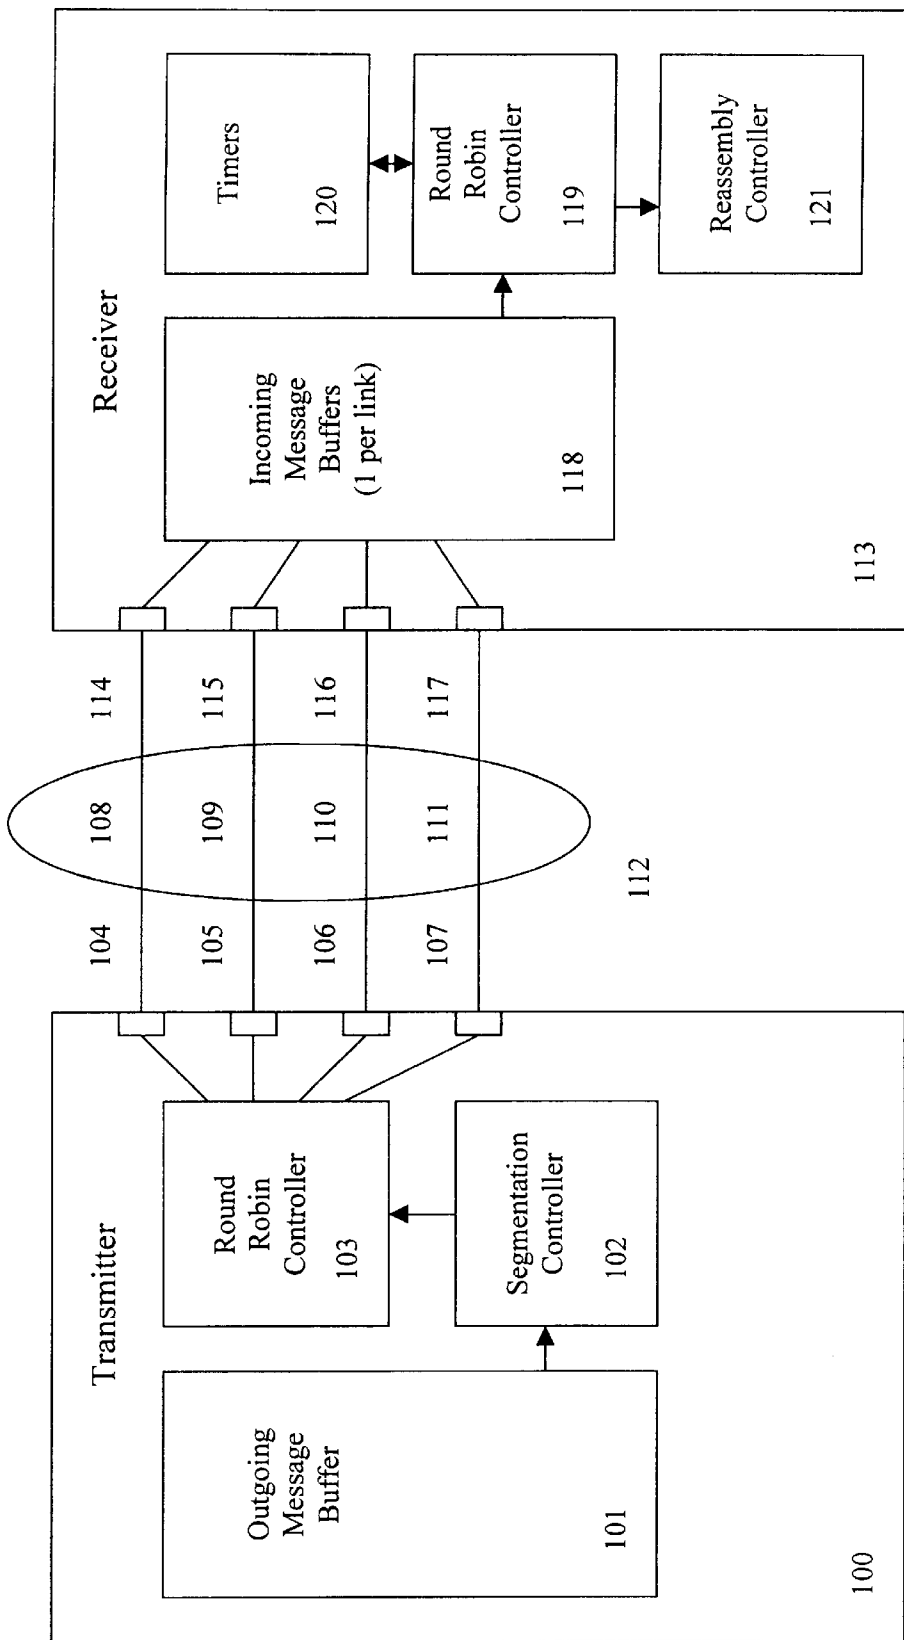 Transmitter
Outgoing
Message
Buffer
101
Round
Robin
Controller
103
Segmentation
Controller
102
100
104
105
106
107
108
109
110
111
112
114
115
116
117
Receiver
Incoming
Message
Buffers
(1 per link)
118
Timers
120
Round
Robin
Controller
119
Reassembly
Controller
121
113